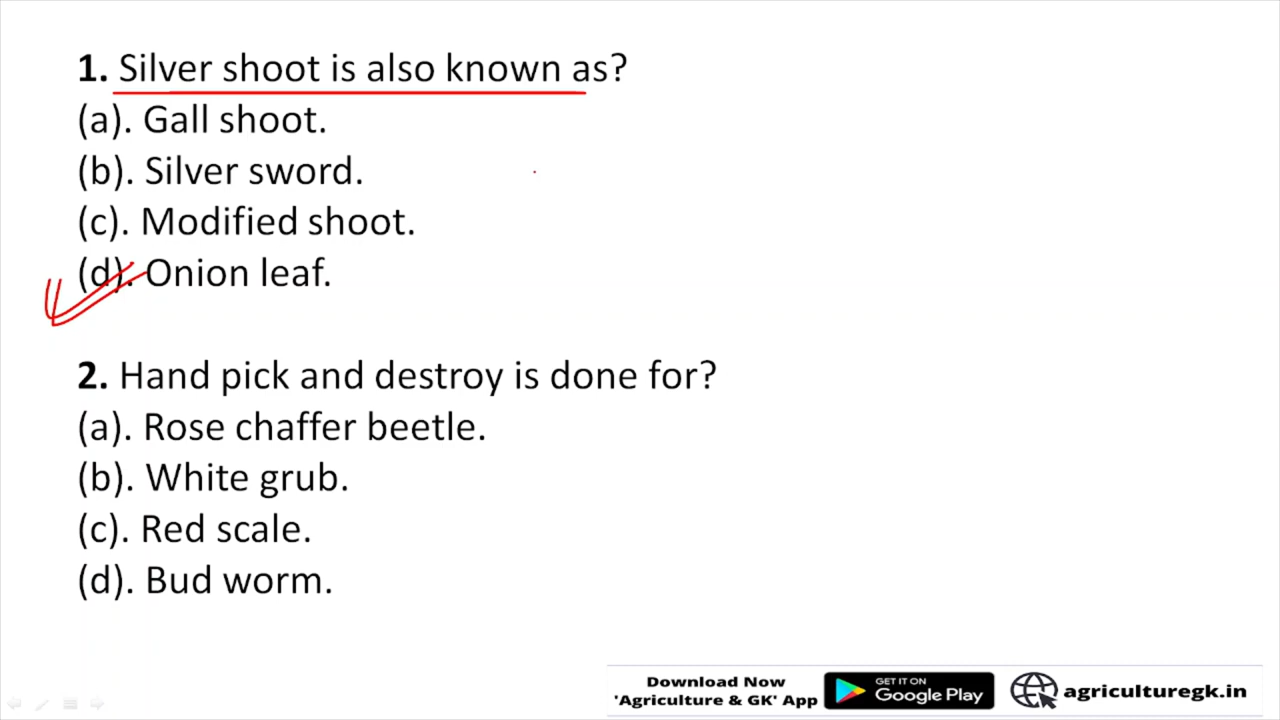 1. Silver shoot is also known as?
(a). Gall shoot.
(b). Silver sword.
(c). Modified shoot.
(d). Onion leaf.
2. Hand pick and destroy is done for?
(a). Rose chaffer beetle.
(b). White grub.
(c). Red scale.
(d). Bud worm.
Download Now
'Agriculture & GK' App
GET IT ON
Google Play
agriculturegk.in